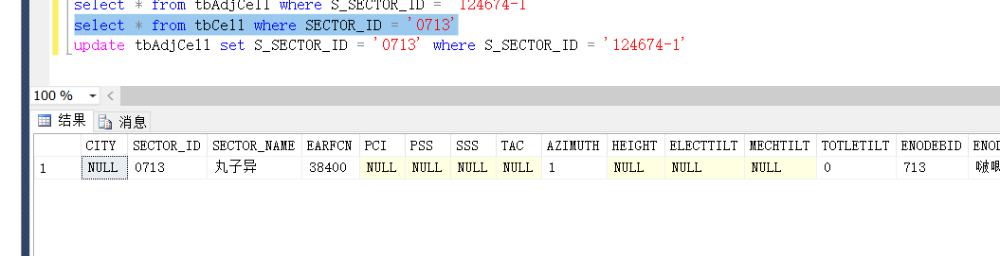 select * from tbAdjCell where S_SECTOR_ID = '124674-1'
select * from tbCell where SECTOR_ID = '0713'
update tbAdjCell set S_SECTOR_ID = '0713' where S_SECTOR_ID = '124674-1'
100 %
结果 消息
CITY SECTOR_ID SECTOR_NAME EARFCN PCI PSS SSS TAC AZIMUTH HEIGHT ELECTTILT MECHTILT TOTLETILT ENODEBID ENOD
1 NULL 0713 丸子异 38400 NULL NULL NULL NULL 1 NULL NULL NULL 0 713 啵